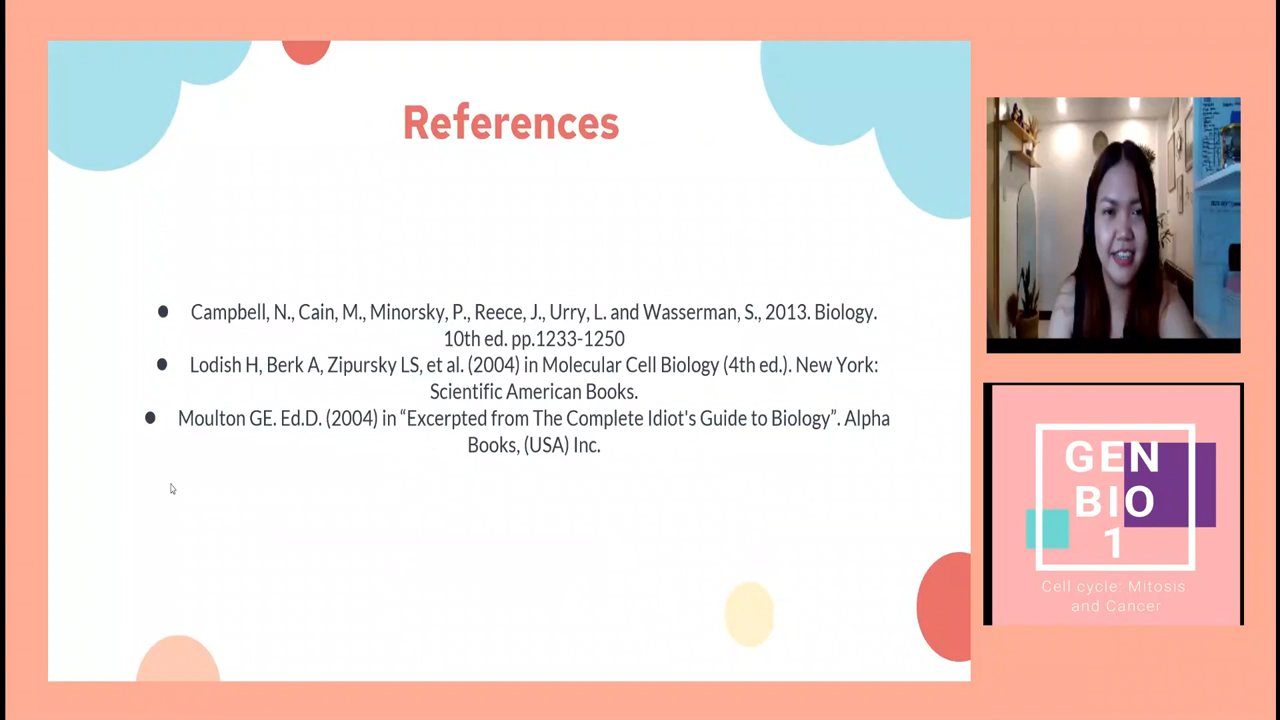 References
● Campbell, N., Cain, M., Minorsky, P., Reece, J., Urry, L. and Wasserman, S., 2013. Biology.
10th ed. pp.1233-1250
● Lodish H, Berk A, Zipursky LS, et al. (2004) in Molecular Cell Biology (4th ed.). New York:
Scientific American Books.
● Moulton GE. Ed.D. (2004) in “Excerpted from The Complete Idiot's Guide to Biology”. Alpha
Books, (USA) Inc.
GEN
BIO
1
Cell cycle: Mitosis
and Cancer